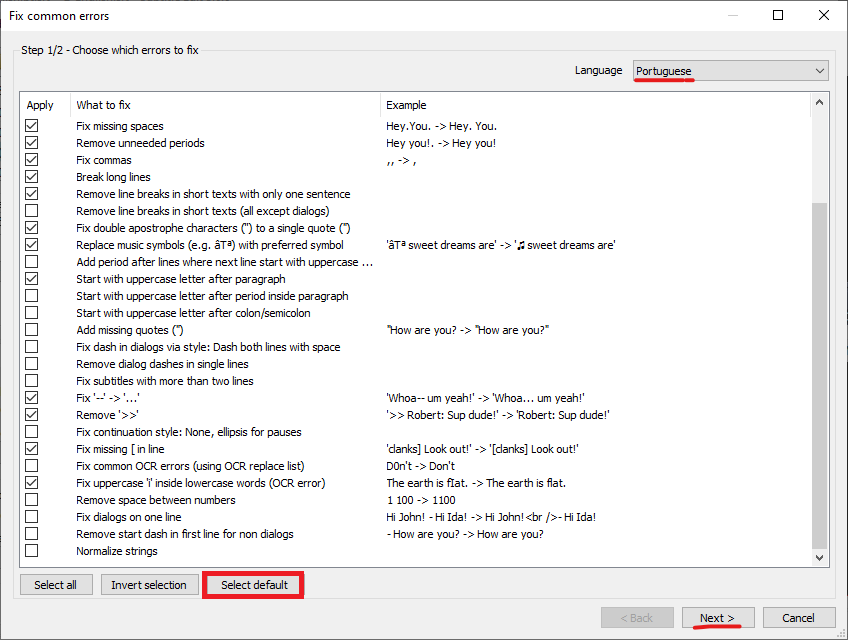 Fix common errors
Step 1/2 - Choose which errors to fix
Language Portuguese
Apply What to fix Example
Fix missing spaces Hey.You. -> Hey. You.
Remove unneeded periods Hey you!. -> Hey you!
Fix commas ,, -> ,
Break long lines
Remove line breaks in short texts with only one sentence
Remove line breaks in short texts (all except dialogs)
Fix double apostrophe characters ('') to a single quote (")
Replace music symbols (e.g. âTª) with preferred symbol 'âTª sweet dreams are' -> '♫ sweet dreams are'
Add period after lines where next line start with uppercase ...
Start with uppercase letter after paragraph
Start with uppercase letter after period inside paragraph
Start with uppercase letter after colon/semicolon
Add missing quotes (") "How are you? -> "How are you?"
Fix dash in dialogs via style: Dash both lines with space
Remove dialog dashes in single lines
Fix subtitles with more than two lines
Fix '--' -> '...' 'Whoa-- um yeah!' -> 'Whoa... um yeah!'
Remove '>>' '>> Robert: Sup dude!' -> 'Robert: Sup dude!'
Fix continuation style: None, ellipsis for pauses
Fix missing [ in line 'clanks] Look out!' -> '[clanks] Look out!'
Fix common OCR errors (using OCR replace list) D0n't -> Don't
Fix uppercase 'i' inside lowercase words (OCR error) The earth is fIat. -> The earth is flat.
Remove space between numbers 1 100 -> 1100
Fix dialogs on one line Hi John! - Hi Ida! -> Hi John!<br />- Hi Ida!
Remove start dash in first line for non dialogs - How are you? -> How are you?
Normalize strings
Select all Invert selection Select default
< Back Next > Cancel